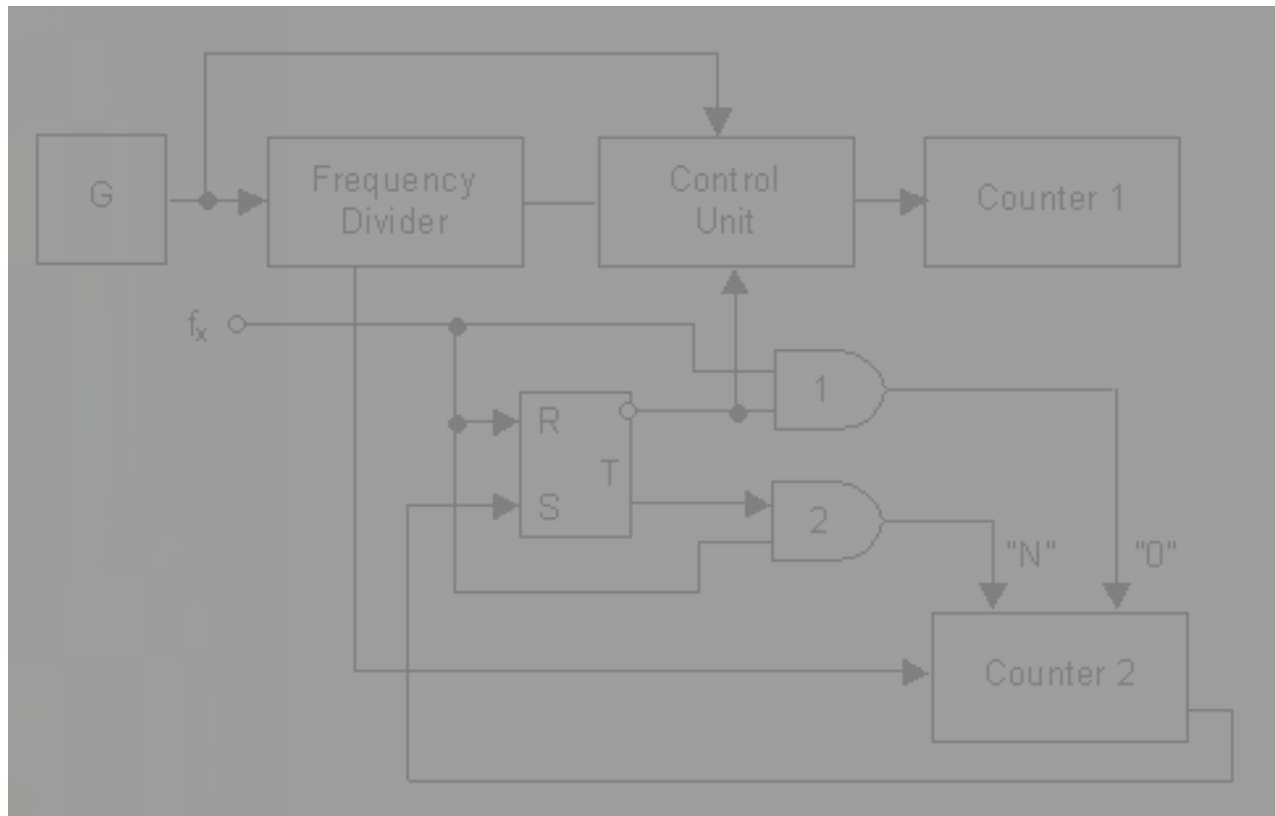 G
Frequency
Divider
Control
Unit
Counter 1
fx
R
T
S
1
2
"N"
"0"
Counter 2